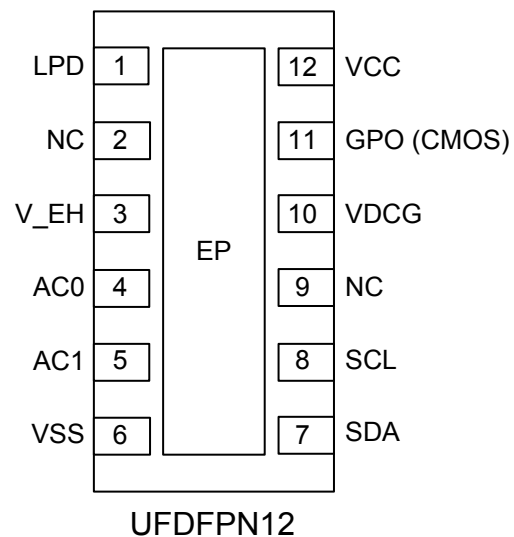 LPD 1 12 VCC
NC 2 11 GPO (CMOS)
V_EH 3 10 VDCG
EP
AC0 4 9 NC
AC1 5 8 SCL
VSS 6 7 SDA
UFDFPN12